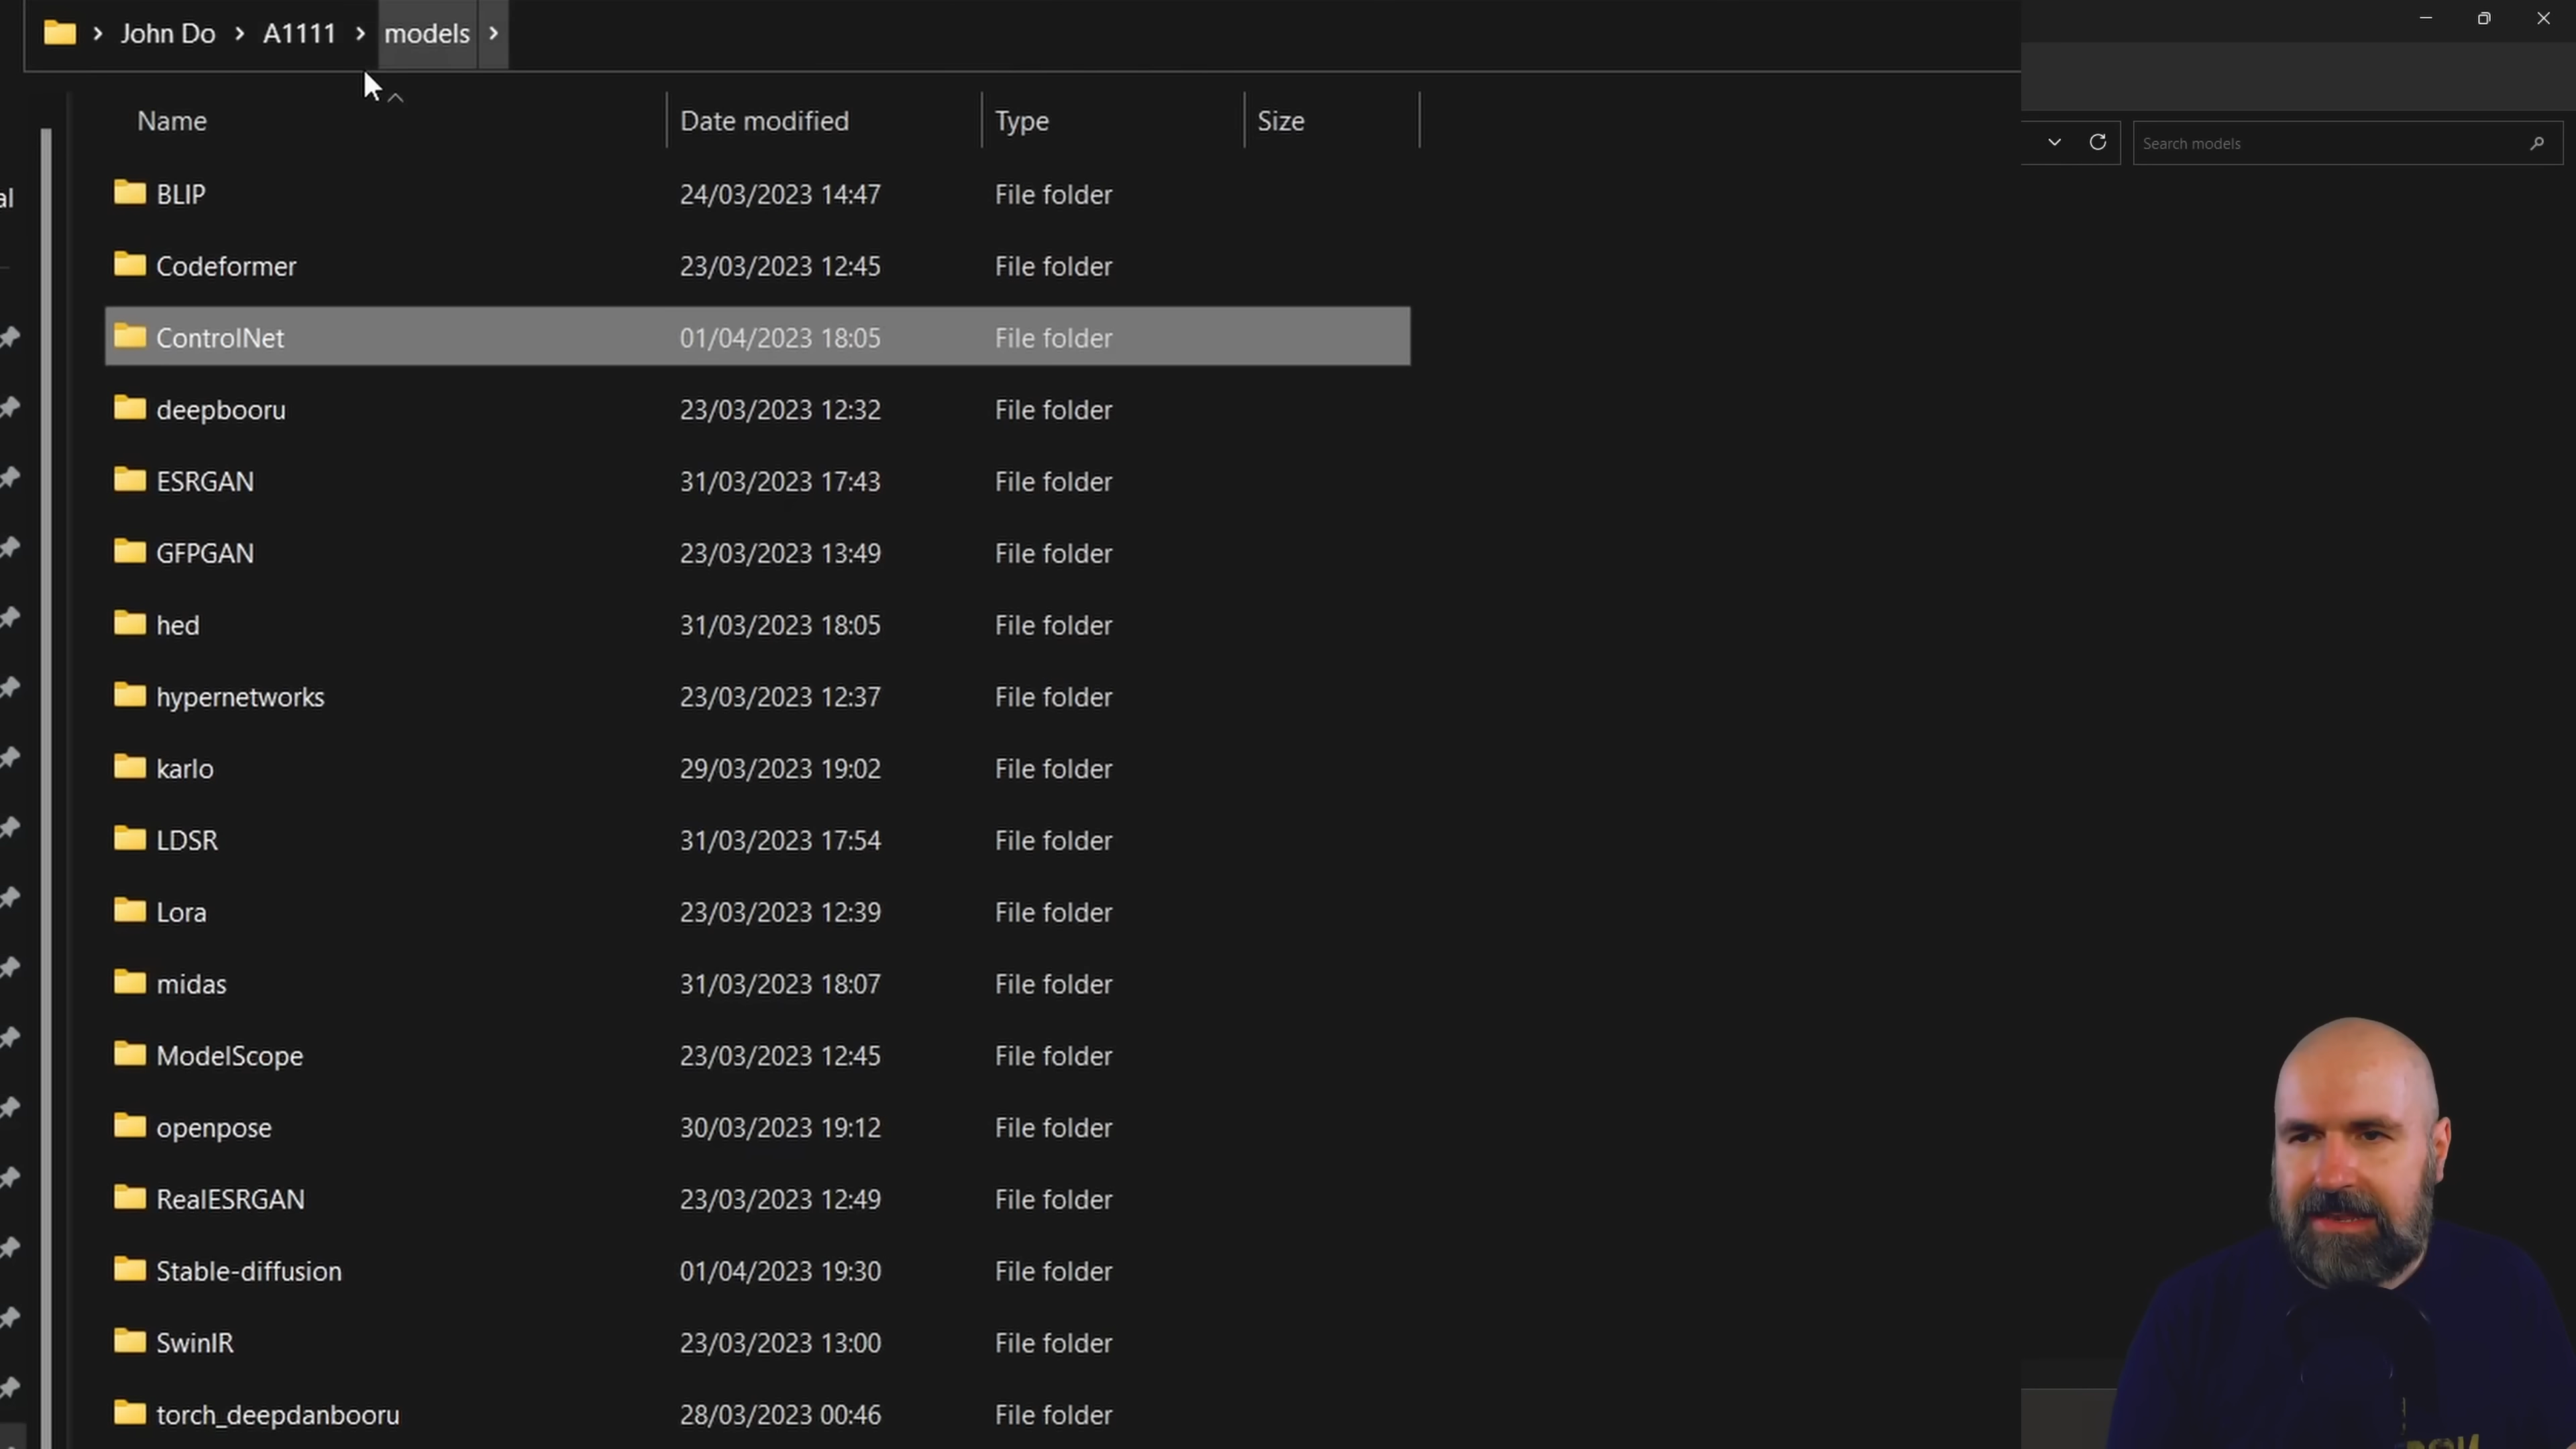 John Do > A1111 > models >
Search models
al
Name Date modified Type Size
BLIP 24/03/2023 14:47 File folder
Codeformer 23/03/2023 12:45 File folder
ControlNet 01/04/2023 18:05 File folder
deepbooru 23/03/2023 12:32 File folder
ESRGAN 31/03/2023 17:43 File folder
GFPGAN 23/03/2023 13:49 File folder
hed 31/03/2023 18:05 File folder
hypernetworks 23/03/2023 12:37 File folder
karlo 29/03/2023 19:02 File folder
LDSR 31/03/2023 17:54 File folder
Lora 23/03/2023 12:39 File folder
midas 31/03/2023 18:07 File folder
ModelScope 23/03/2023 12:45 File folder
openpose 30/03/2023 19:12 File folder
RealESRGAN 23/03/2023 12:49 File folder
Stable-diffusion 01/04/2023 19:30 File folder
SwinIR 23/03/2023 13:00 File folder
torch_deepdanbooru 28/03/2023 00:46 File folder